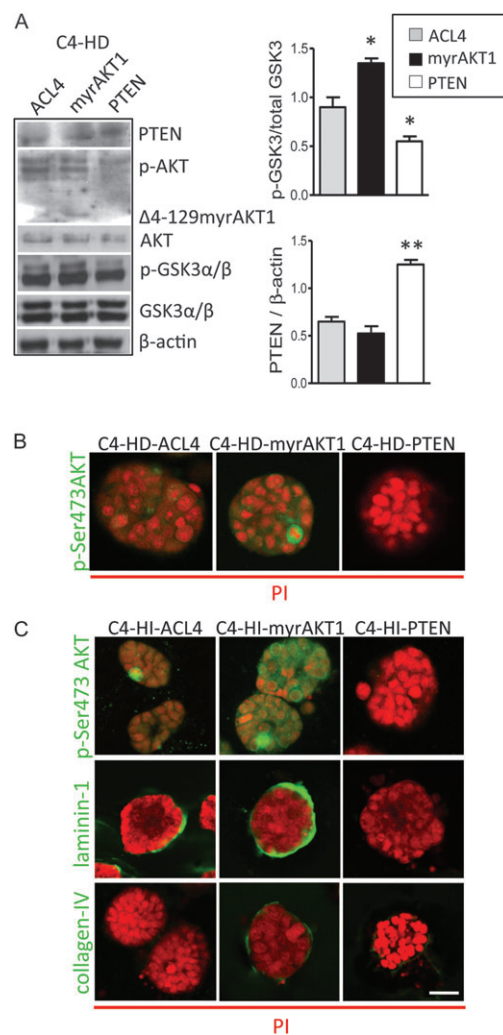 A
C4-HD
ACL4
myrAKT1
PTEN
PTEN
p-AKT
Δ4-129myrAKT1
AKT
p-GSK3α/β
GSK3α/β
β-actin
p-GSK3/total GSK3
1.5
1.0
0.5
0.0
*
*
ACL4
myrAKT1
PTEN
PTEN / β-actin
1.5
1.0
0.5
0.0
**
B
C4-HD-ACL4 C4-HD-myrAKT1 C4-HD-PTEN
p-Ser473AKT
PI
C
C4-HI-ACL4 C4-HI-myrAKT1 C4-HI-PTEN
p-Ser473 AKT
laminin-1
collagen-IV
PI